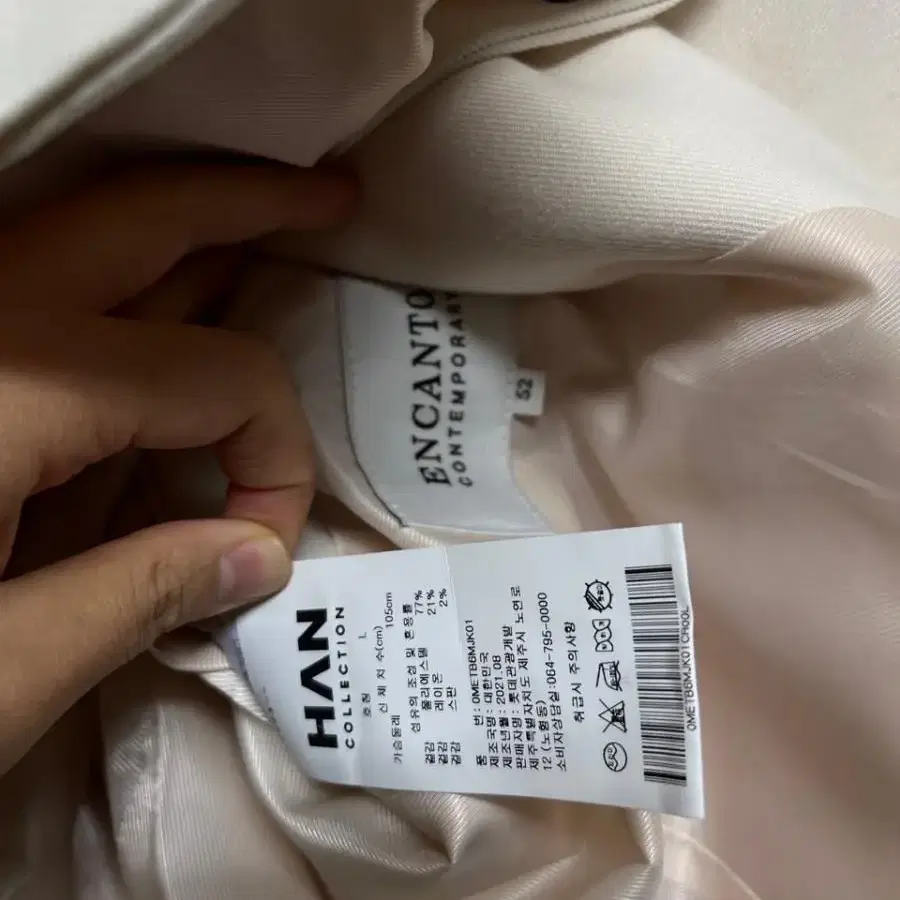 ENCANTO
CONTEMPORARY
52
HAN
COLLECTION
호칭 L
신체 치수(cm)
가슴둘레 105cm
섬유의 조성 및 혼용률
겉감 폴리에스텔 77%
겉감 레이온 21%
겉감 스판 2%
품 번:0METB6MJK01
제조국명:대한민국
제조년월:2021.08
판매자명:롯데관광개발
제주특별자치도 제주시 노연로
12 (노형동)
소비자상담실:064-795-0000
취급시 주의사항
0METB6MJK01CR00L